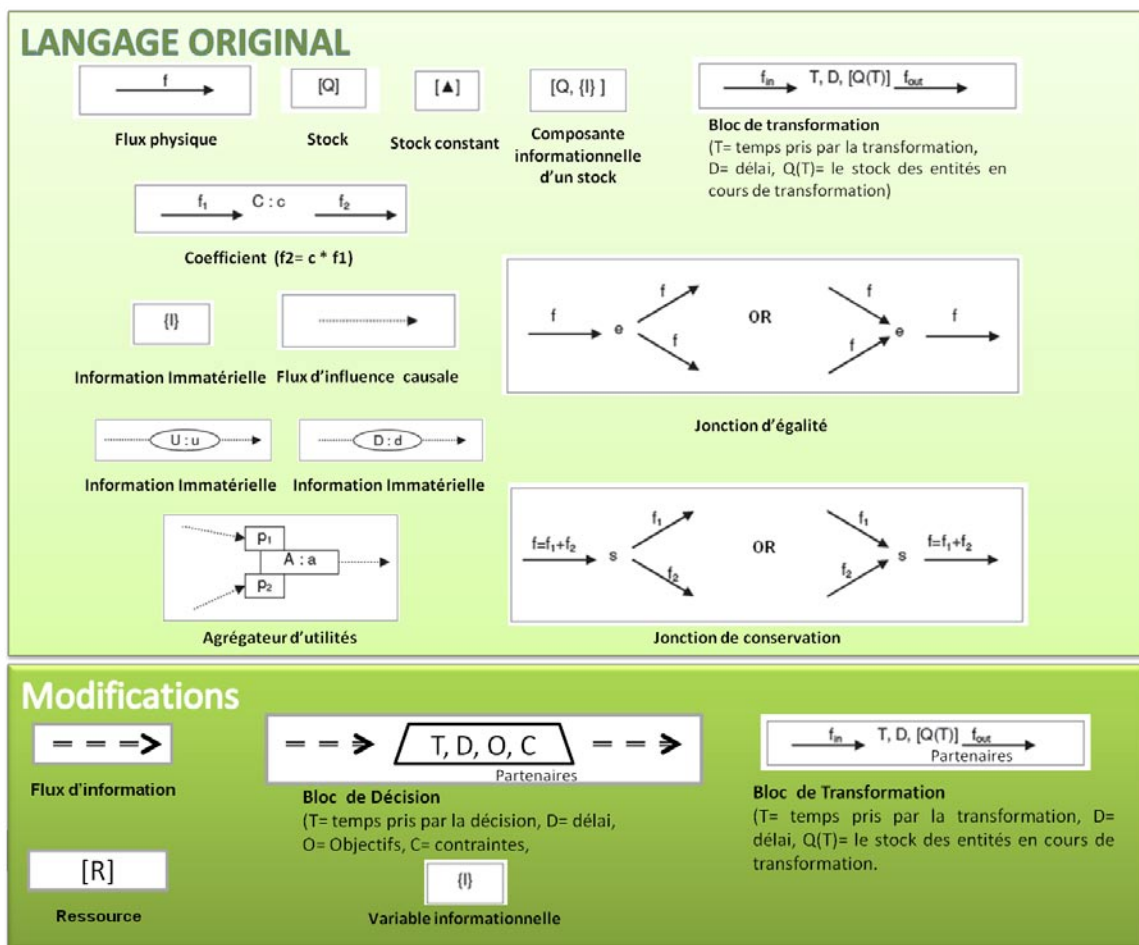 LANGAGE ORIGINAL
f
Flux physique
[Q]
Stock
[▲]
Stock constant
[Q, {I} ]
Composante
informationnelle
d'un stock
fin T, D, [Q(T)] fout
Bloc de transformation
(T= temps pris par la transformation,
D= délai, Q(T)= le stock des entités en
cours de transformation)
f1 C : c f2
Coefficient (f2= c * f1)
{I}
Information Immatérielle
Flux d'influence causale
f e f f
OR
f f e f
Jonction d'égalité
U : u
Information Immatérielle
D : d
Information Immatérielle
p1
A : a
p2
Agrégateur d'utilités
f=f1+f2 s f1 f2
OR
f1 f2 s f=f1+f2
Jonction de conservation
Modifications
Flux d'information
T, D, O, C
Partenaires
Bloc de Décision
(T= temps pris par la décision, D= délai,
O= Objectifs, C= contraintes,
fin T, D, [Q(T)] fout
Partenaires
Bloc de Transformation
(T= temps pris par la transformation, D=
délai, Q(T)= le stock des entités en cours de
transformation.
[R]
Ressource
{I}
Variable informationnelle